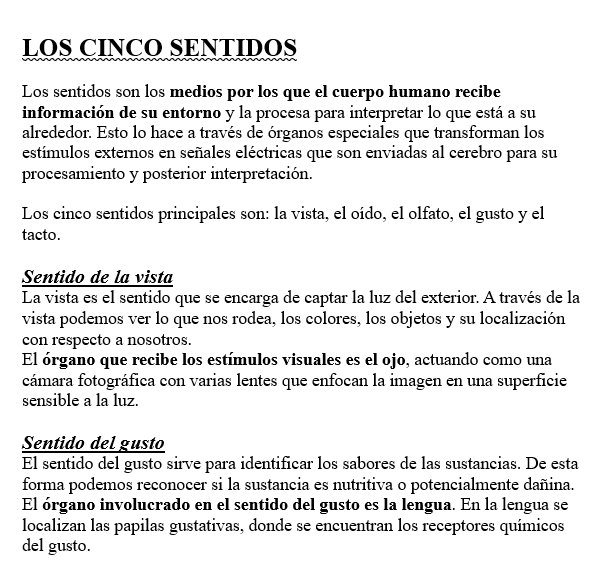 LOS CINCO SENTIDOS
Los sentidos son los medios por los que el cuerpo humano recibe
información de su entorno y la procesa para interpretar lo que está a su
alrededor. Esto lo hace a través de órganos especiales que transforman los
estímulos externos en señales eléctricas que son enviadas al cerebro para su
procesamiento y posterior interpretación.
Los cinco sentidos principales son: la vista, el oído, el olfato, el gusto y el
tacto.
Sentido de la vista
La vista es el sentido que se encarga de captar la luz del exterior. A través de la
vista podemos ver lo que nos rodea, los colores, los objetos y su localización
con respecto a nosotros.
El órgano que recibe los estímulos visuales es el ojo, actuando como una
cámara fotográfica con varias lentes que enfocan la imagen en una superficie
sensible a la luz.
Sentido del gusto
El sentido del gusto sirve para identificar los sabores de las sustancias. De esta
forma podemos reconocer si la sustancia es nutritiva o potencialmente dañina.
El órgano involucrado en el sentido del gusto es la lengua. En la lengua se
localizan las papilas gustativas, donde se encuentran los receptores químicos
del gusto.